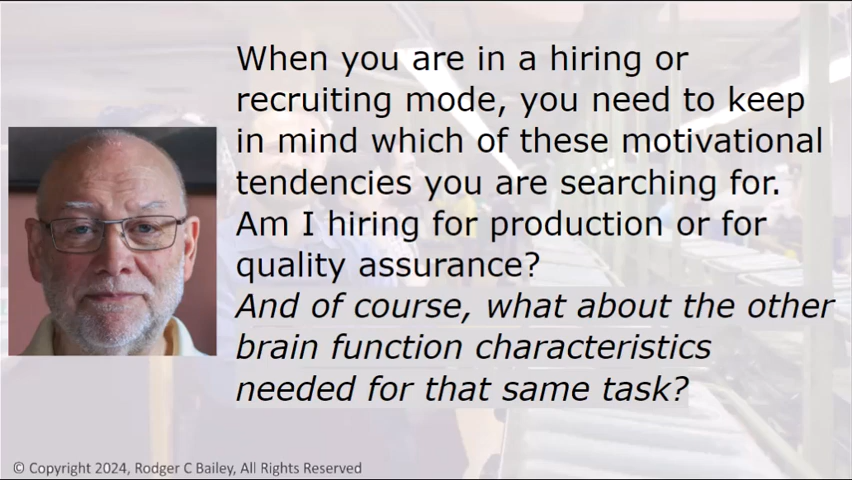 When you are in a hiring or
recruiting mode, you need to keep
in mind which of these motivational
tendencies you are searching for.
Am I hiring for production or for
quality assurance?
And of course, what about the other
brain function characteristics
needed for that same task?
© Copyright 2024, Rodger C Bailey, All Rights Reserved